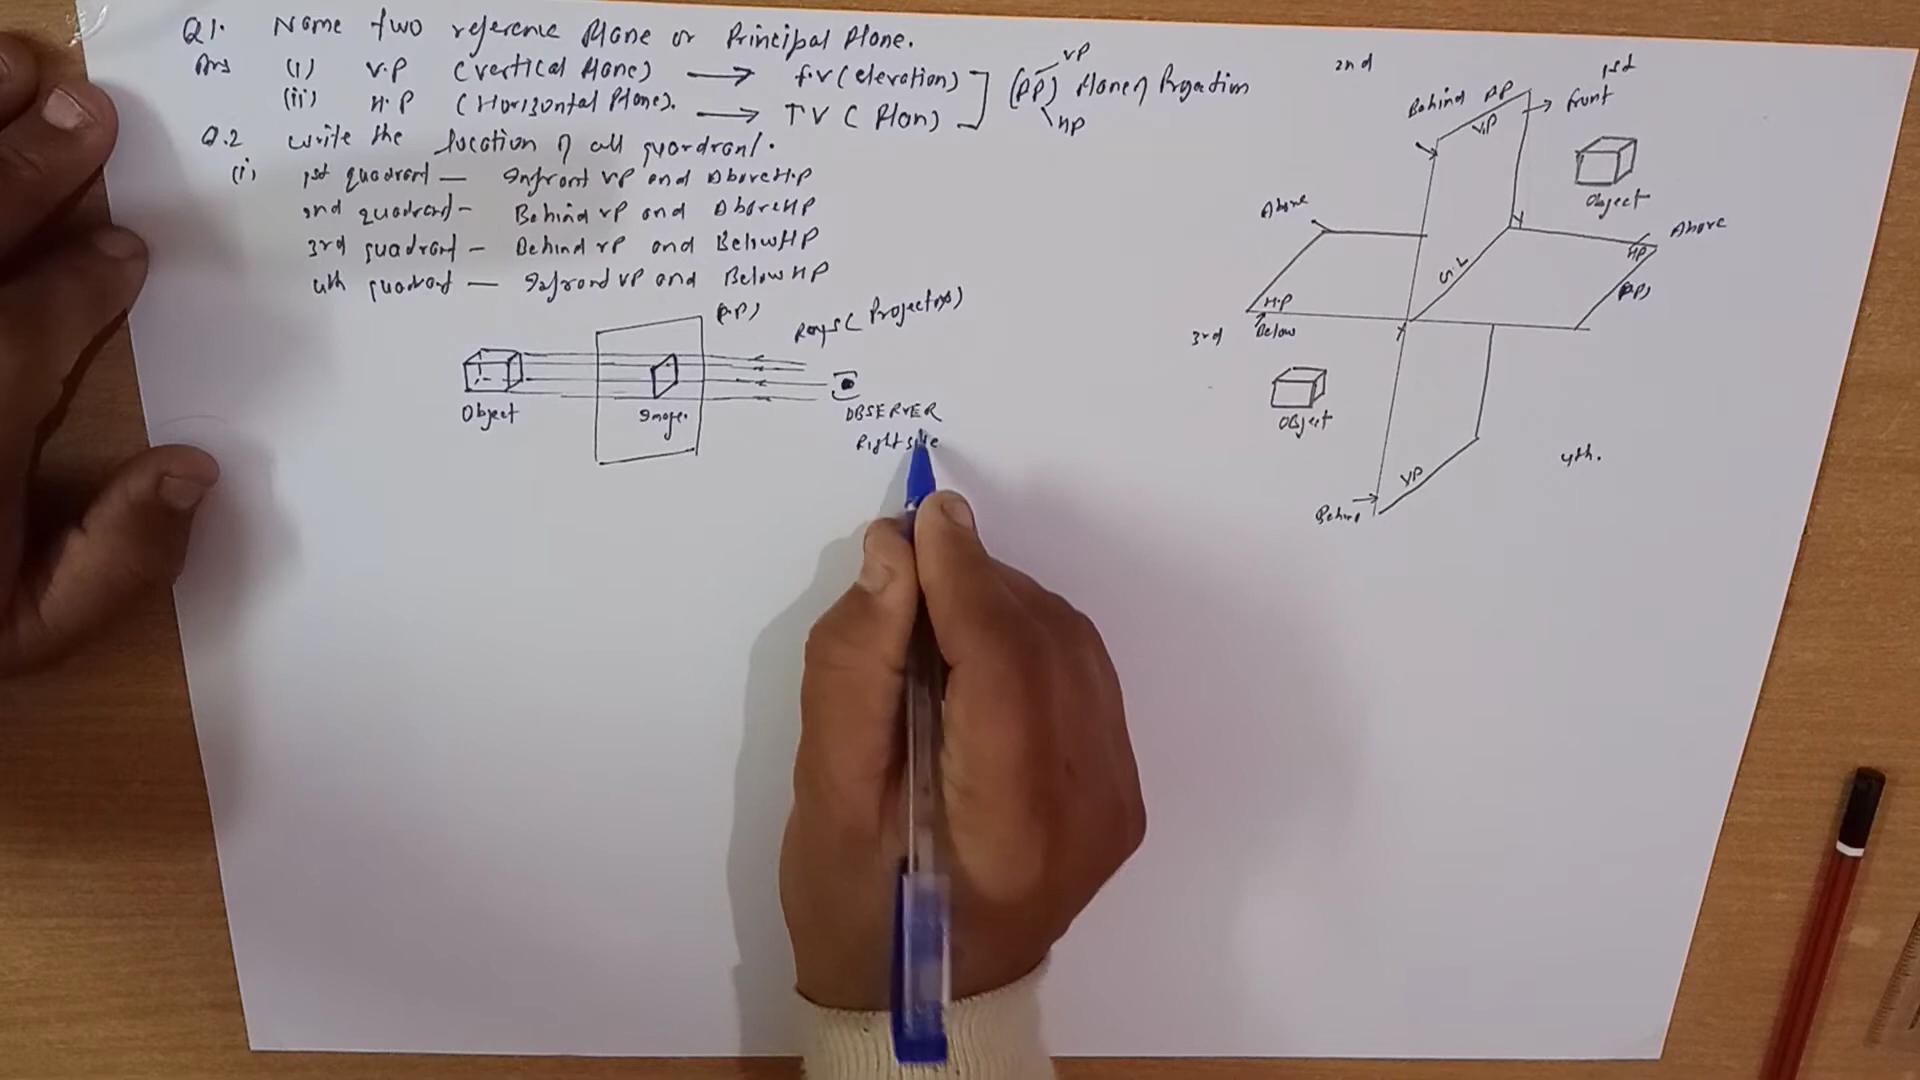 Q1. Name two reference Plane or Principal Plane.
Ans (i) V.P (vertical Plane) → F.V (elevation)
(ii) H.P (Horizontal Plane). → TV (Plan)
(PP) Plane of Projection
VP
HP
Q.2 Write the location of all quadrant.
(i) 1st quadrant — Infront VP and Above H.P
2nd quadrant - Behind VP and Above HP
3rd quadrant - Behind VP and Below HP
4th quadrant — Infront VP and Below HP
(P.P)
Rays (Projectors)
Object
Image.
OBSERVER
Right side
2nd
1st
Behind PP
Front
VP
Object
Above
Above
HP
(PP)
G.L
X
Y
H.P
Below
3rd
Object
VP
Behind
4th.